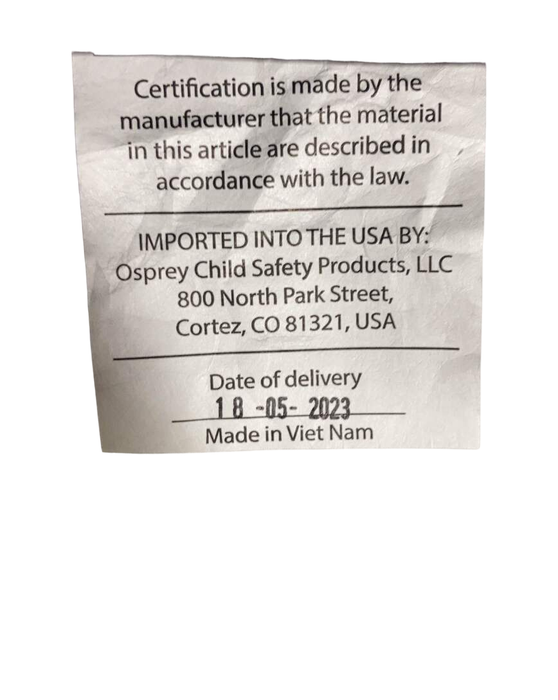 Certification is made by the
manufacturer that the material
in this article are described in
accordance with the law.
IMPORTED INTO THE USA BY:
Osprey Child Safety Products, LLC
800 North Park Street,
Cortez, CO 81321, USA
Date of delivery
18 -05- 2023
Made in Viet Nam